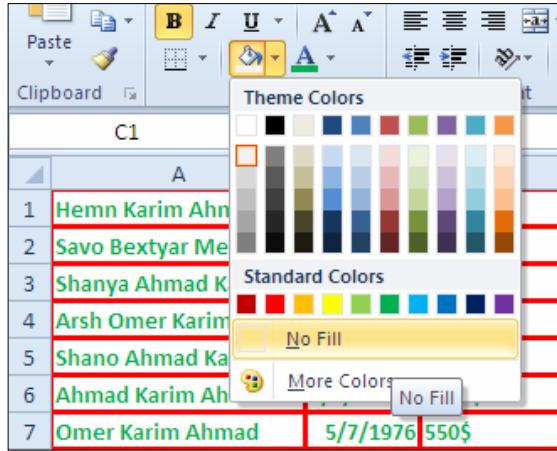 B I U A A a
Paste
A
Clipboard
Theme Colors
C1
A
1 Hemn Karim Ahm
2 Savo Bextyar Me
3 Shanya Ahmad K
Standard Colors
4 Arsh Omer Karim
No Fill
5 Shano Ahmad Ka
More Colors
6 Ahmad Karim Ah
No Fill
7 Omer Karim Ahmad 5/7/1976 550$